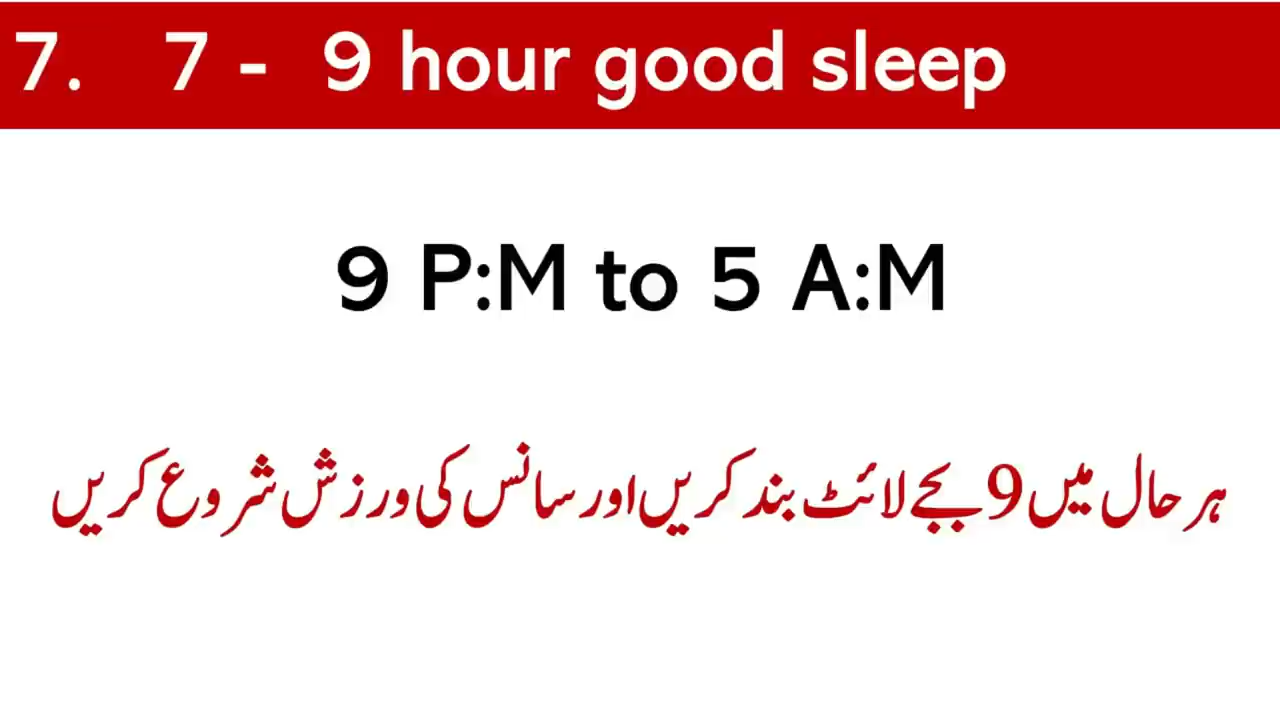 7. 7 - 9 hour good sleep
9 P:M to 5 A:M
ہر حال میں 9 بجے لائٹ بند کریں اور سانس کی ورزش شروع کریں